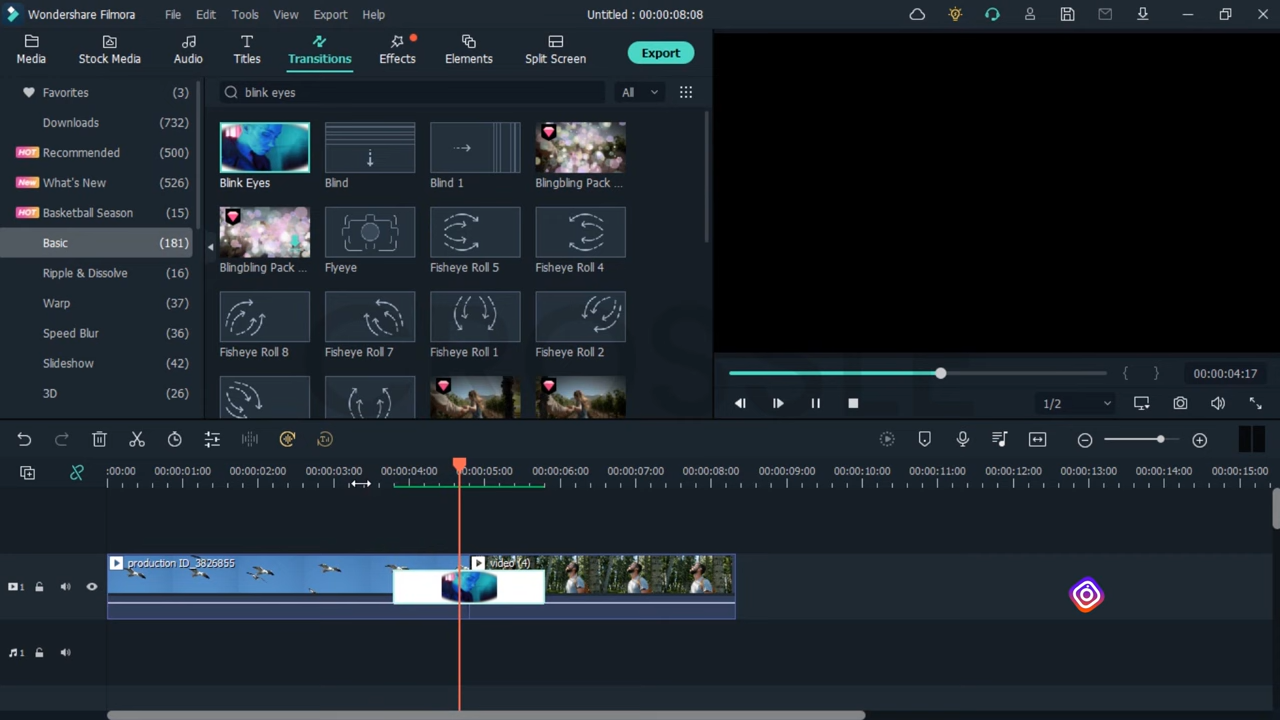 Wondershare Filmora
File Edit Tools View Export Help
Untitled : 00:00:08:08
Media Stock Media Audio Titles Transitions Effects Elements Split Screen
Export
Favorites (3)
Downloads (732)
HOT Recommended (500)
New What's New (526)
HOT Basketball Season (15)
Basic (181)
Ripple & Dissolve (16)
Warp (37)
Speed Blur (36)
Slideshow (42)
3D (26)
blink eyes
All
Blink Eyes Blind Blind 1 Blingbling Pack ...
Blingbling Pack ... Flyeye Fisheye Roll 5 Fisheye Roll 4
Fisheye Roll 8 Fisheye Roll 7 Fisheye Roll 1 Fisheye Roll 2
{ } 00:00:04:17
1/2
:00:00 00:00:01:00 00:00:02:00 00:00:03:00 00:00:04:00 00:00:05:00 00:00:06:00 00:00:07:00 00:00:08:00 00:00:09:00 00:00:10:00 00:00:11:00 00:00:12:00 00:00:13:00 00:00:14:00 00:00:15:00
production ID_3826855 video (4)
1
1